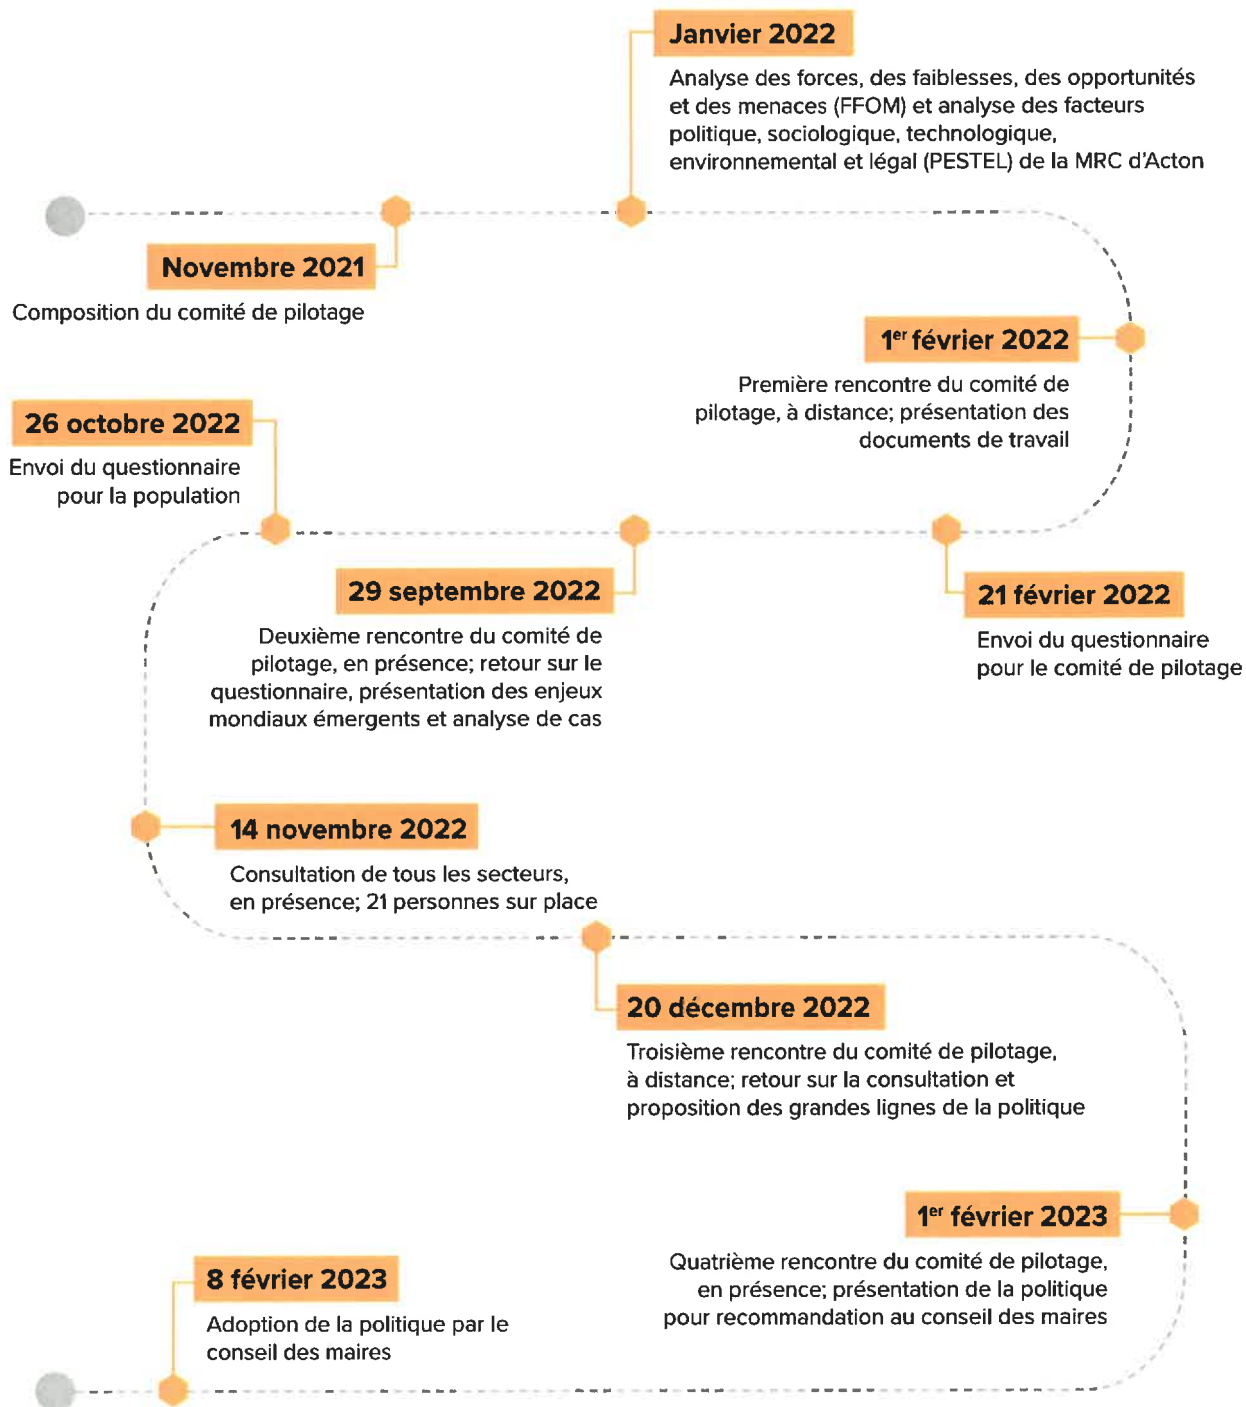 Janvier 2022
Analyse des forces, des faiblesses, des opportunités
et des menaces (FFOM) et analyse des facteurs
politique, sociologique, technologique,
environnemental et légal (PESTEL) de la MRC d'Acton
Novembre 2021
Composition du comité de pilotage
1er février 2022
Première rencontre du comité de
pilotage, à distance; présentation des
documents de travail
26 octobre 2022
Envoi du questionnaire
pour la population
29 septembre 2022
Deuxième rencontre du comité de
pilotage, en présence; retour sur le
questionnaire, présentation des enjeux
mondiaux émergents et analyse de cas
21 février 2022
Envoi du questionnaire
pour le comité de pilotage
14 novembre 2022
Consultation de tous les secteurs,
en présence; 21 personnes sur place
20 décembre 2022
Troisième rencontre du comité de pilotage,
à distance; retour sur la consultation et
proposition des grandes lignes de la politique
1er février 2023
Quatrième rencontre du comité de pilotage,
en présence; présentation de la politique
pour recommandation au conseil des maires
8 février 2023
Adoption de la politique par le
conseil des maires